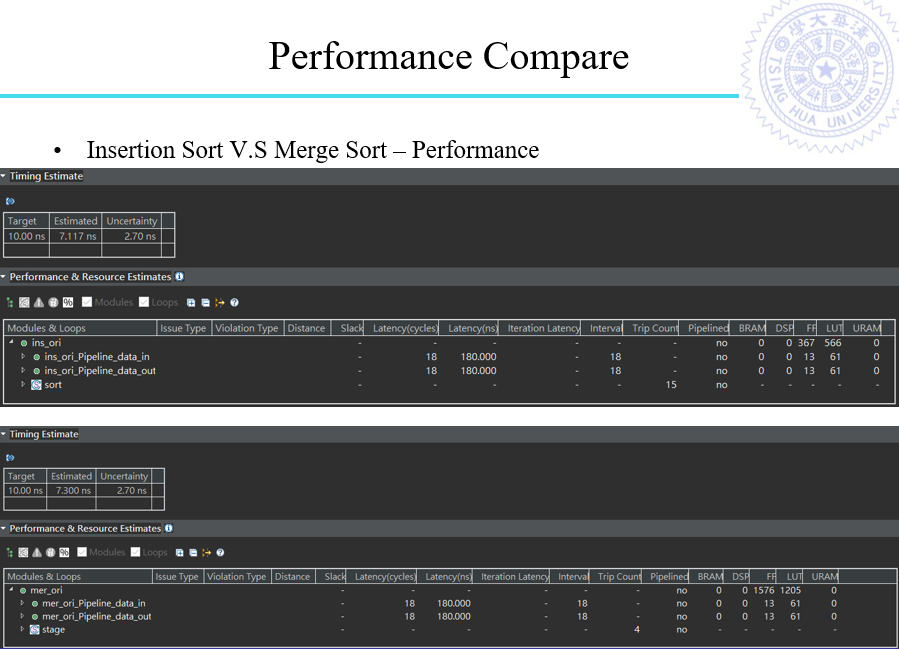 Performance Compare
TSING HUA UNIVERSITY
• Insertion Sort V.S Merge Sort – Performance
Timing Estimate
Target Estimated Uncertainty
10.00 ns 7.117 ns 2.70 ns
Performance & Resource Estimates
% Modules Loops
Modules & Loops Issue Type Violation Type Distance Slack Latency(cycles) Latency(ns) Iteration Latency Interval Trip Count Pipelined BRAM DSP FF LUT URAM
ins_ori - - - - - - no 0 0 367 566 0
ins_ori_Pipeline_data_in - 18 180.000 - 18 - no 0 0 13 61 0
ins_ori_Pipeline_data_out - 18 180.000 - 18 - no 0 0 13 61 0
sort - - - - - 15 no - - - - -
Timing Estimate
Target Estimated Uncertainty
10.00 ns 7.300 ns 2.70 ns
Performance & Resource Estimates
% Modules Loops
Modules & Loops Issue Type Violation Type Distance Slack Latency(cycles) Latency(ns) Iteration Latency Interval Trip Count Pipelined BRAM DSP FF LUT URAM
mer_ori - - - - - - no 0 0 1576 1205 0
mer_ori_Pipeline_data_in - 18 180.000 - 18 - no 0 0 13 61 0
mer_ori_Pipeline_data_out - 18 180.000 - 18 - no 0 0 13 61 0
stage - - - - - 4 no - - - - -